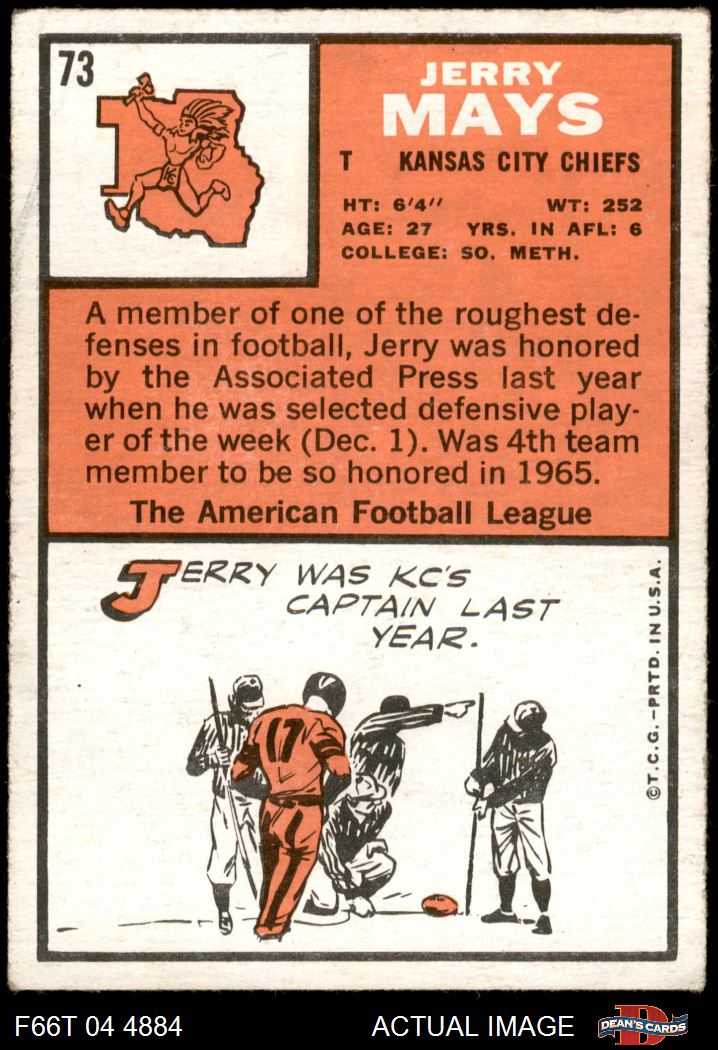 73
KC
JERRY
MAYS
T KANSAS CITY CHIEFS
HT: 6'4" WT: 252
AGE: 27 YRS. IN AFL: 6
COLLEGE: SO. METH.
A member of one of the roughest de-
fenses in football, Jerry was honored
by the Associated Press last year
when he was selected defensive play-
er of the week (Dec. 1). Was 4th team
member to be so honored in 1965.
The American Football League
JERRY WAS KC'S
CAPTAIN LAST
YEAR.
17
©T.C.G.—PRTD. IN U.S.A.
F66T 04 4884
ACTUAL IMAGE
D
DEAN'S CARDS